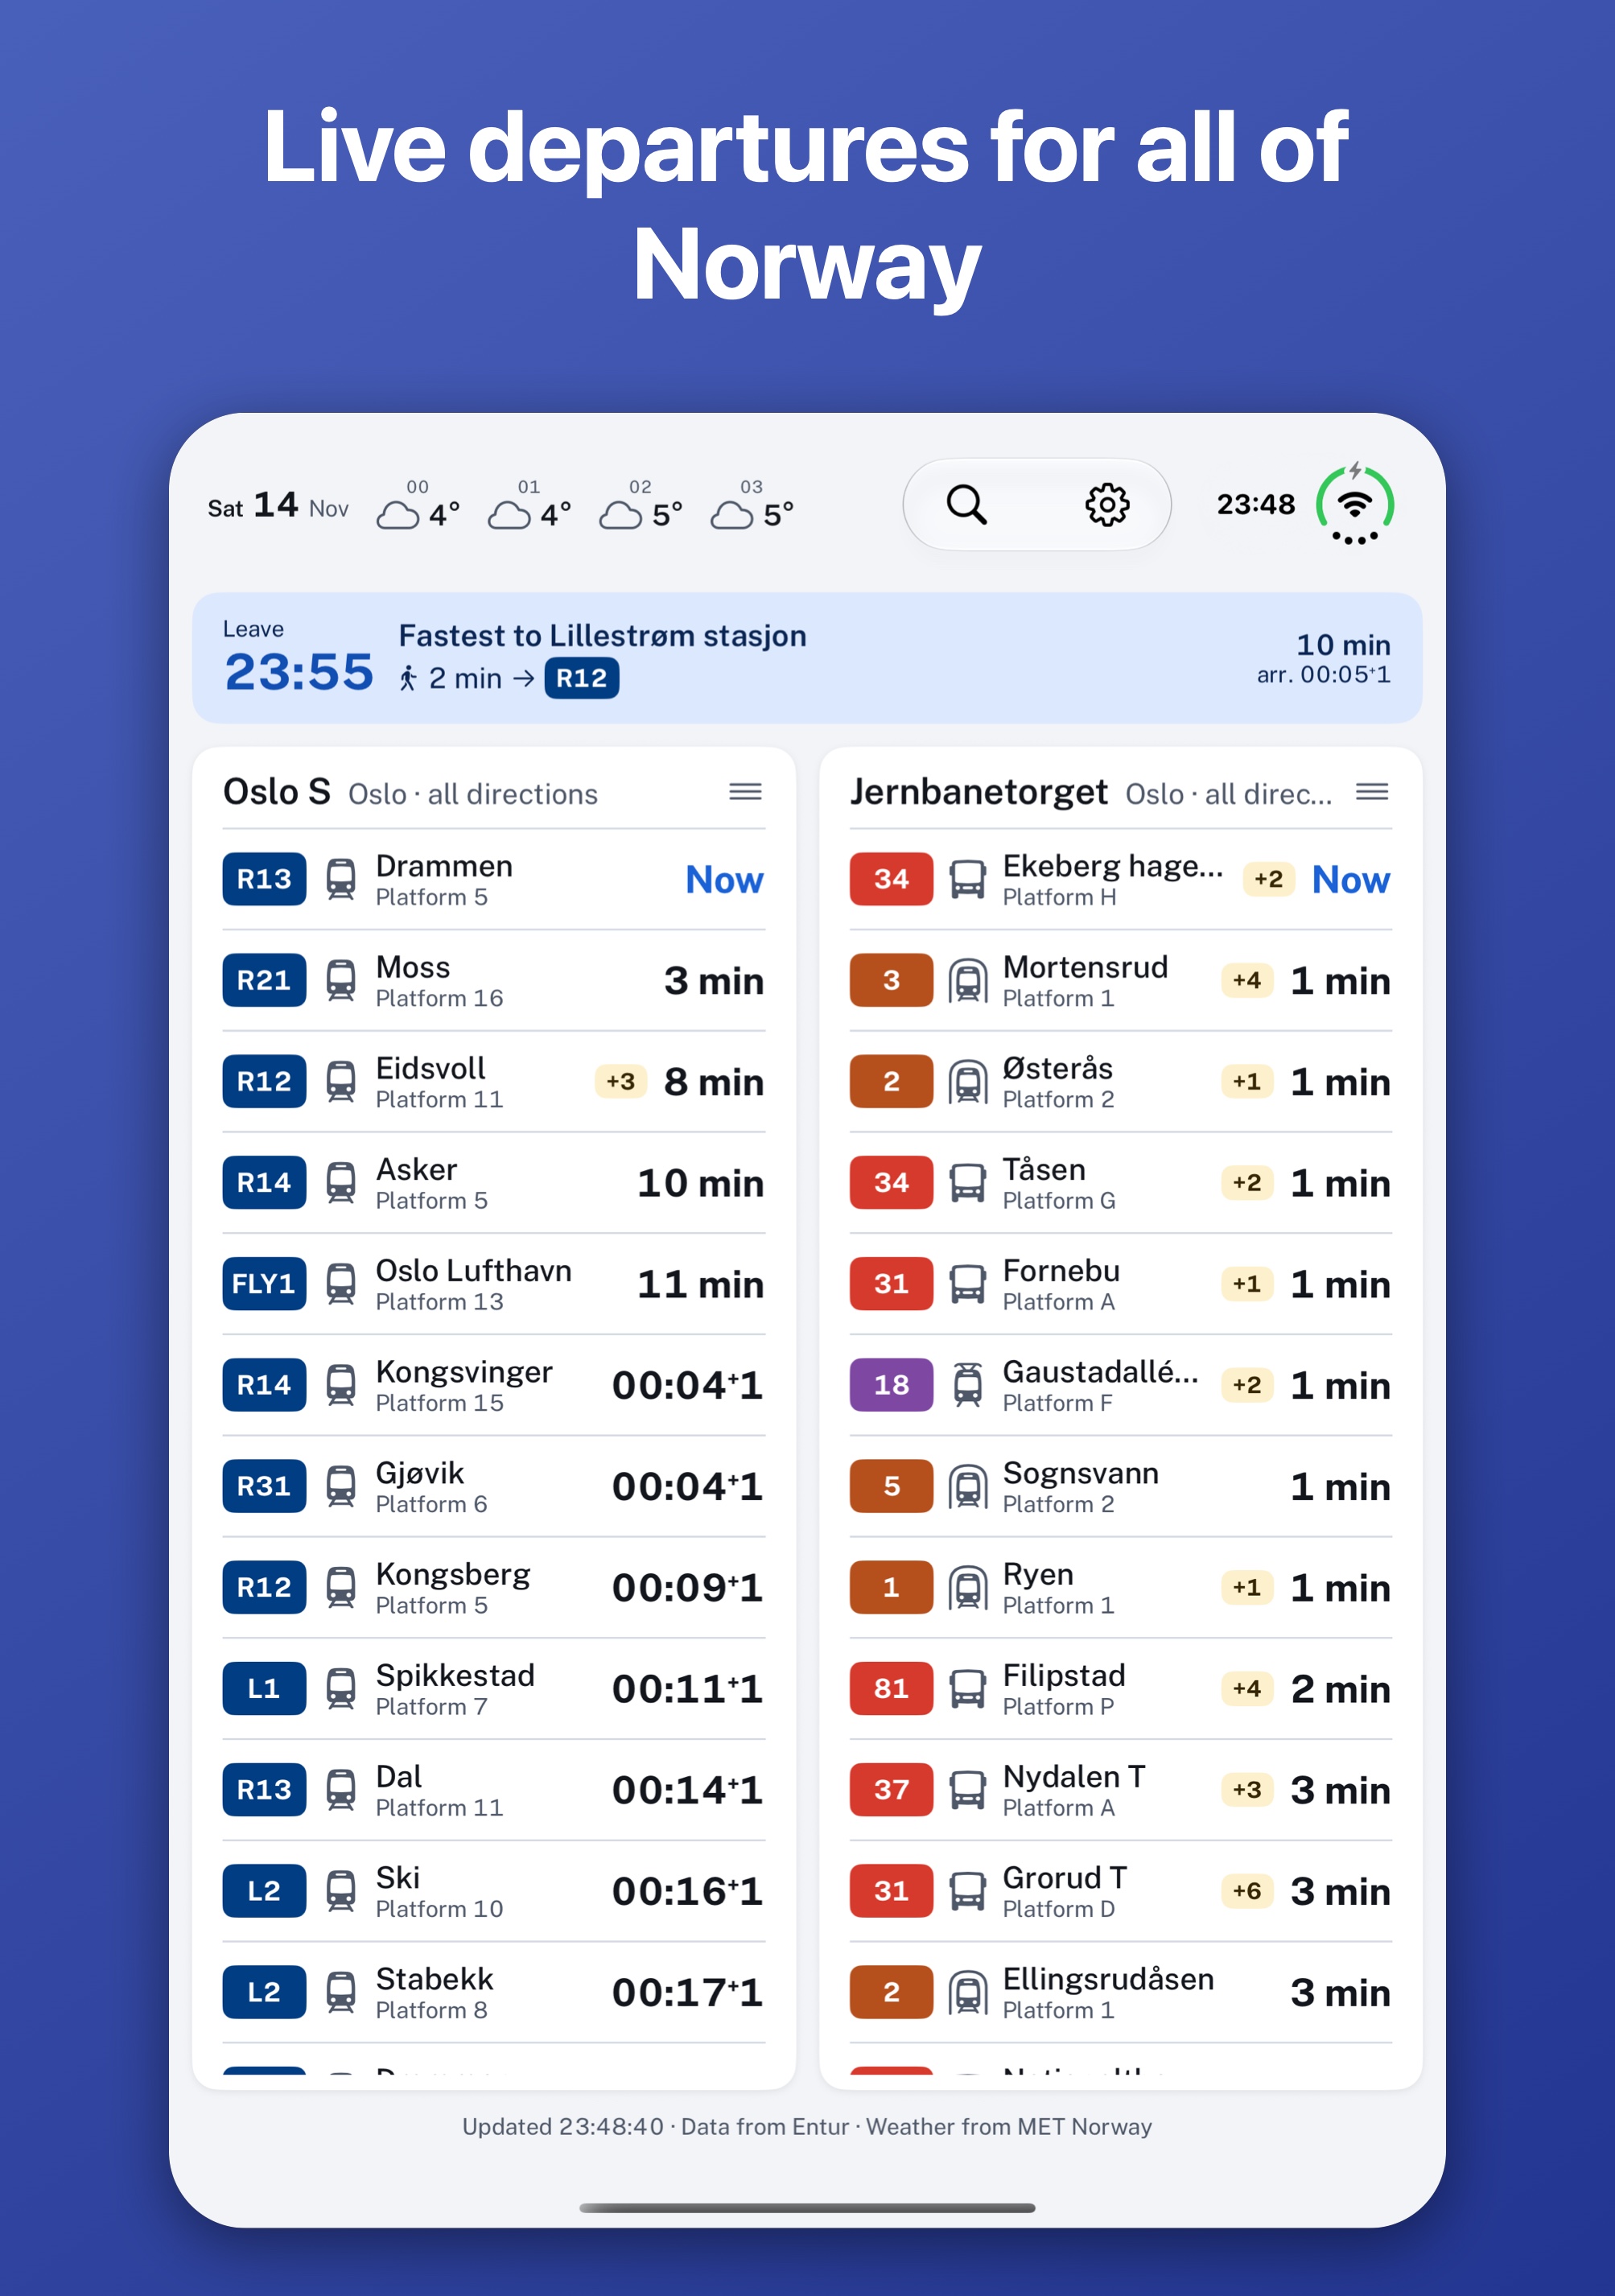 Live departures for all of
Norway
Sat 14 Nov
00
4°
01
4°
02
5°
03
5°
23:48
Leave
23:55
Fastest to Lillestrøm stasjon
2 min → R12
10 min
arr. 00:05+1
Oslo S Oslo · all directions
R13 Drammen Now
Platform 5
R21 Moss 3 min
Platform 16
R12 Eidsvoll +3 8 min
Platform 11
R14 Asker 10 min
Platform 5
FLY1 Oslo Lufthavn 11 min
Platform 13
R14 Kongsvinger 00:04+1
Platform 15
R31 Gjøvik 00:04+1
Platform 6
R12 Kongsberg 00:09+1
Platform 5
L1 Spikkestad 00:11+1
Platform 7
R13 Dal 00:14+1
Platform 11
L2 Ski 00:16+1
Platform 10
L2 Stabekk 00:17+1
Platform 8
Jernbanetorget Oslo · all direc...
34 Ekeberg hage... +2 Now
Platform H
3 Mortensrud +4 1 min
Platform 1
2 Østerås +1 1 min
Platform 2
34 Tåsen +2 1 min
Platform G
31 Fornebu +1 1 min
Platform A
18 Gaustadallé... +2 1 min
Platform F
5 Sognsvann 1 min
Platform 2
1 Ryen +1 1 min
Platform 1
81 Filipstad +4 2 min
Platform P
37 Nydalen T +3 3 min
Platform A
31 Grorud T +6 3 min
Platform D
2 Ellingsrudåsen 3 min
Platform 1
Updated 23:48:40 · Data from Entur · Weather from MET Norway